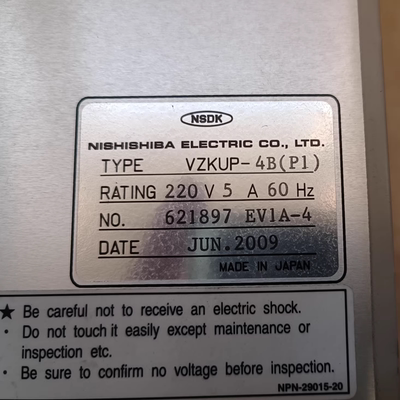 NSDK
NISHISHIBA ELECTRIC CO., LTD.
TYPE VZKUP-4B(P1)
RATING 220 V 5 A 60 Hz
NO. 621897 EV1A-4
DATE JUN.2009
MADE IN JAPAN
★ Be careful not to receive an electric shock.
· Do not touch it easily except maintenance or
inspection etc.
· Be sure to confirm no voltage before inspection.
NPN-29015-20